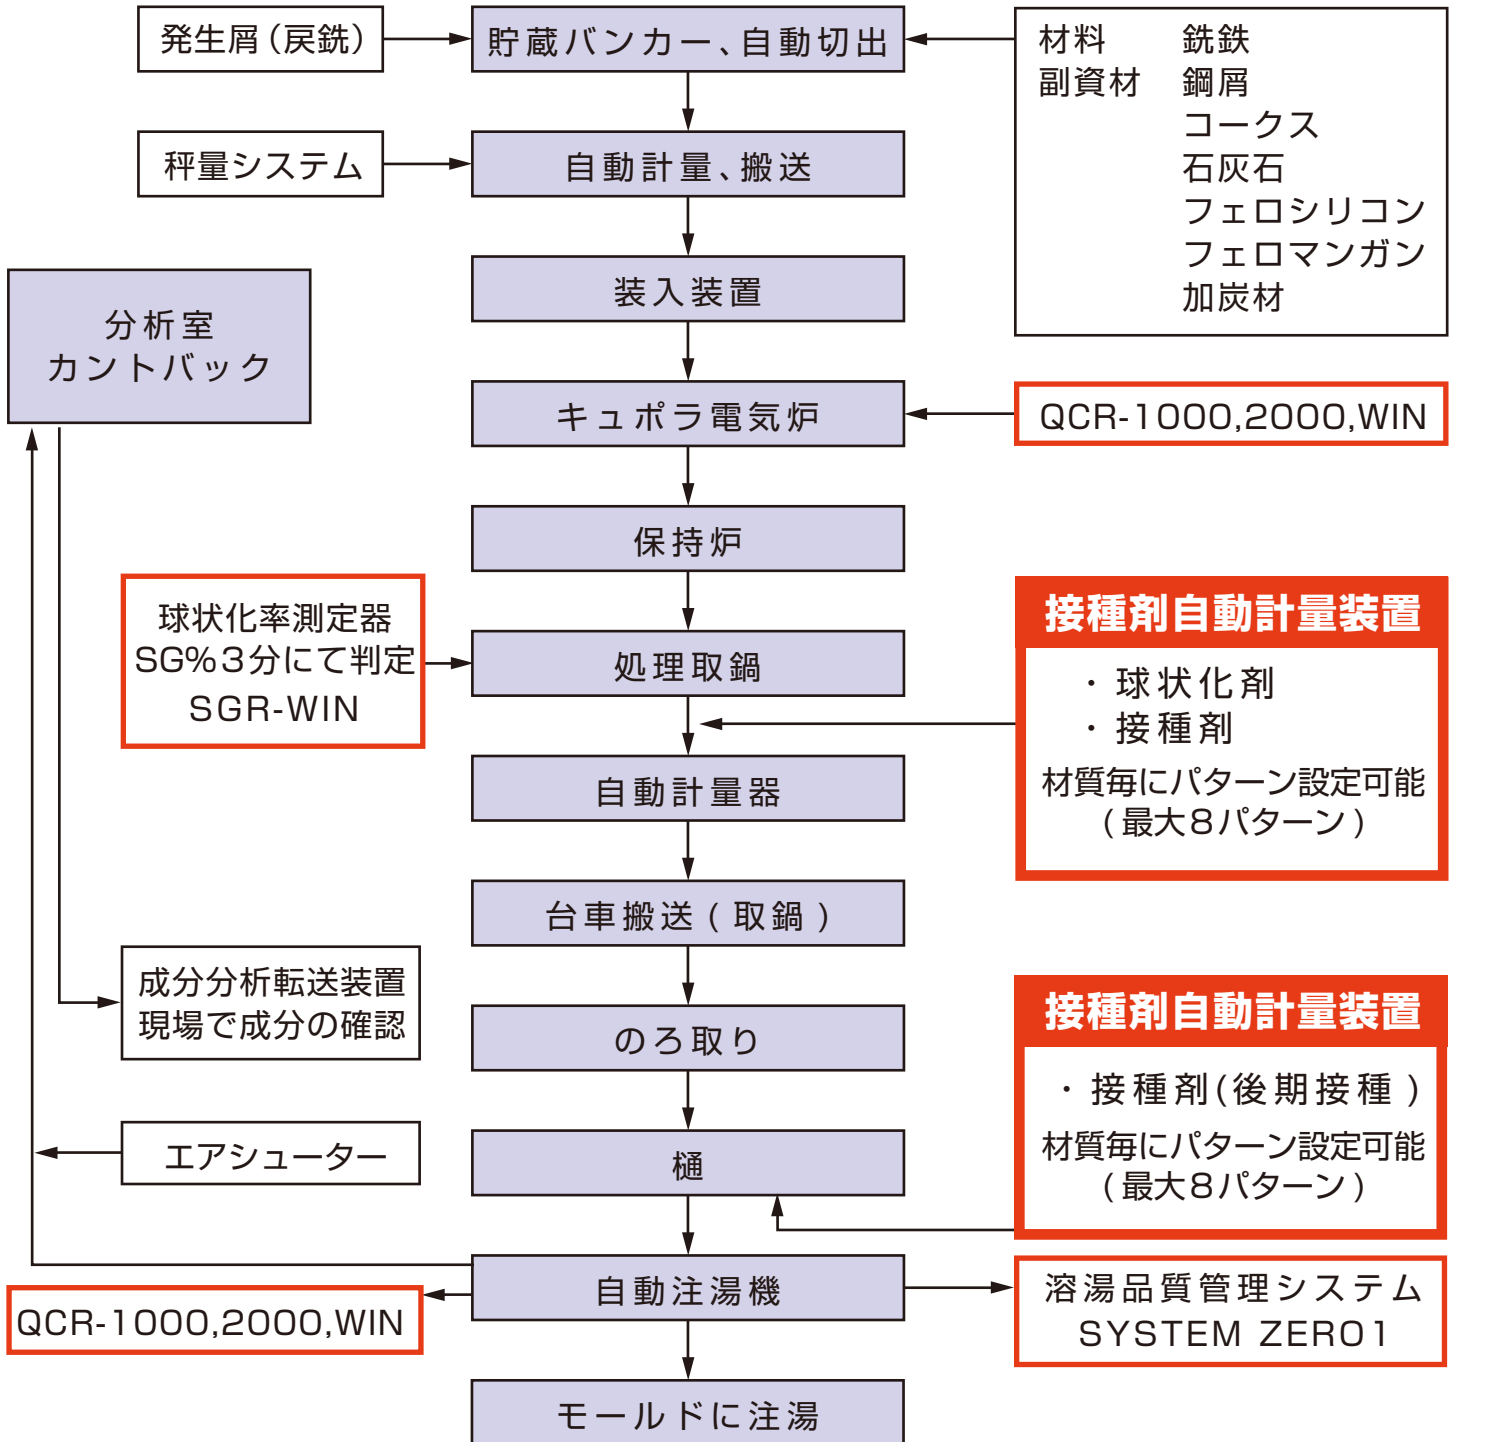 発生屑(戻銑)
貯蔵バンカー、自動切出
材料 銑鉄
副資材 鋼屑
コークス
石灰石
フェロシリコン
フェロマンガン
加炭材
秤量システム
自動計量、搬送
装入装置
分析室
カントバック
キュポラ電気炉
QCR-1000,2000,WIN
保持炉
球状化率測定器
SG%3分にて判定
SGR-WIN
処理取鍋
接種剤自動計量装置
・球状化剤
・接種剤
材質毎にパターン設定可能
(最大8パターン)
自動計量器
台車搬送(取鍋)
成分分析転送装置
現場で成分の確認
のろ取り
接種剤自動計量装置
・接種剤(後期接種)
材質毎にパターン設定可能
(最大8パターン)
エアシューター
樋
自動注湯機
QCR-1000,2000,WIN
溶湯品質管理システム
SYSTEM ZERO1
モールドに注湯